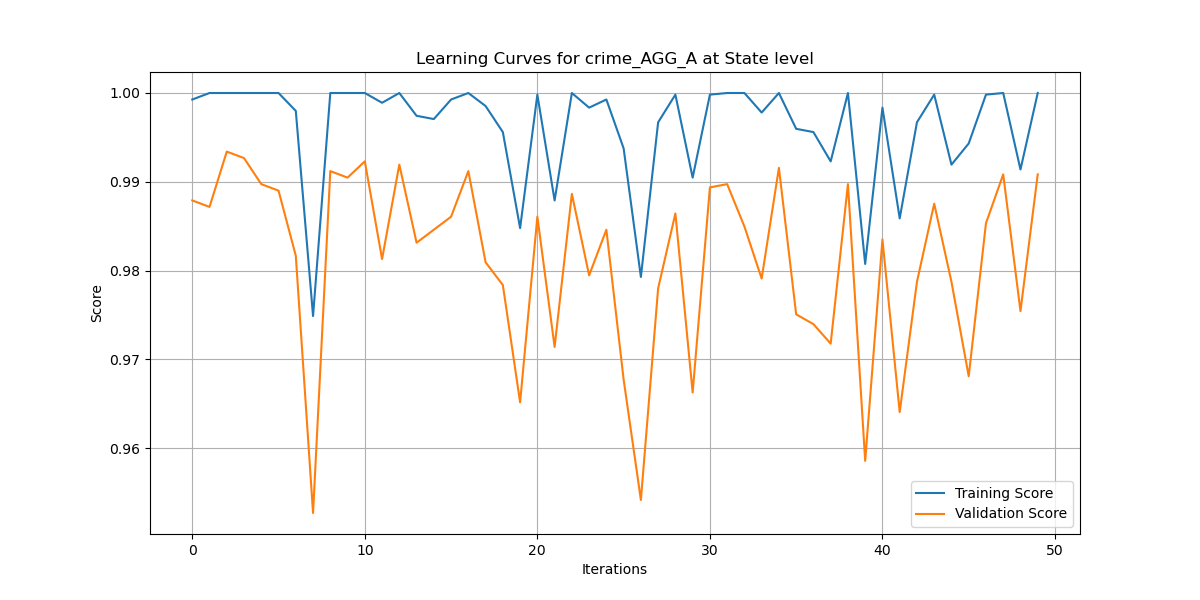 Learning Curves for crime_AGG_A at State level
1.00
0.99
0.98
0.97
0.96
Score
0
10
20
30
40
50
Iterations
Training Score
Validation Score